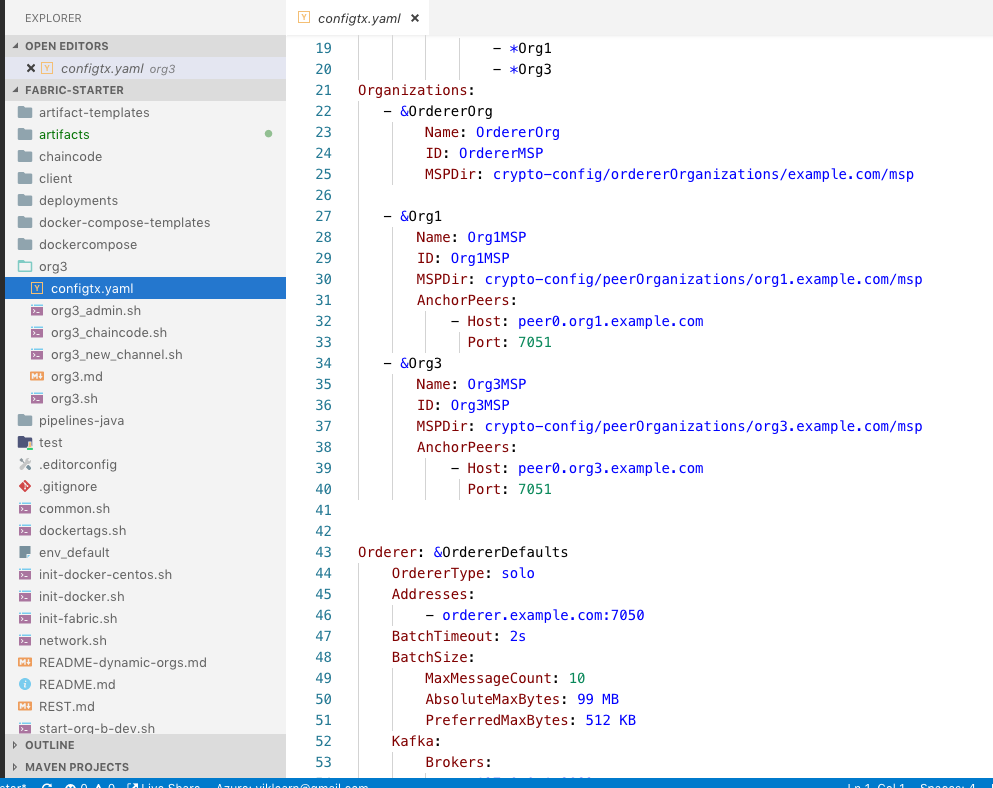 EXPLORER
OPEN EDITORS
configtx.yaml org3
FABRIC-STARTER
artifact-templates
artifacts
chaincode
client
deployments
docker-compose-templates
dockercompose
org3
configtx.yaml
org3_admin.sh
org3_chaincode.sh
org3_new_channel.sh
org3.md
org3.sh
pipelines-java
test
.editorconfig
.gitignore
common.sh
dockertags.sh
env_default
init-docker-centos.sh
init-docker.sh
init-fabric.sh
network.sh
README-dynamic-orgs.md
README.md
REST.md
start-org-b-dev.sh
OUTLINE
MAVEN PROJECTS
configtx.yaml
19 - *Org1
20 - *Org3
21 Organizations:
22 - &OrdererOrg
23 Name: OrdererOrg
24 ID: OrdererMSP
25 MSPDir: crypto-config/ordererOrganizations/example.com/msp
26
27 - &Org1
28 Name: Org1MSP
29 ID: Org1MSP
30 MSPDir: crypto-config/peerOrganizations/org1.example.com/msp
31 AnchorPeers:
32 - Host: peer0.org1.example.com
33 Port: 7051
34 - &Org3
35 Name: Org3MSP
36 ID: Org3MSP
37 MSPDir: crypto-config/peerOrganizations/org3.example.com/msp
38 AnchorPeers:
39 - Host: peer0.org3.example.com
40 Port: 7051
41
42
43 Orderer: &OrdererDefaults
44 OrdererType: solo
45 Addresses:
46 - orderer.example.com:7050
47 BatchTimeout: 2s
48 BatchSize:
49 MaxMessageCount: 10
50 AbsoluteMaxBytes: 99 MB
51 PreferredMaxBytes: 512 KB
52 Kafka:
53 Brokers:
0 0 Live Share Ln 1, Col 1 Spaces: 4